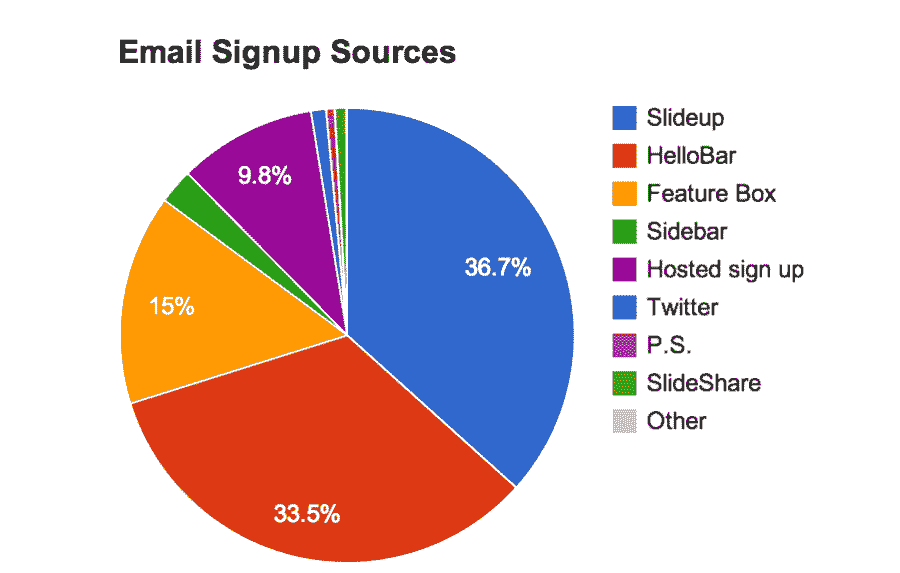 Email Signup Sources
Slideup
HelloBar
Feature Box
Sidebar
Hosted sign up
Twitter
P.S.
SlideShare
Other
9.8%
36.7%
15%
33.5%